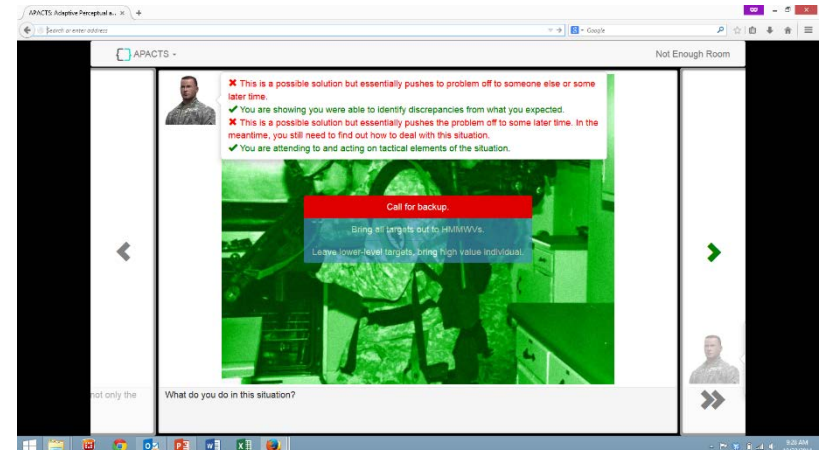 APACTS: Adaptive Perceptual a... × +
Search or enter address
Google
APACTS
Not Enough Room
✖ This is a possible solution but essentially pushes to problem off to someone else or some
later time.
✔ You are showing you were able to identify discrepancies from what you expected.
✖ This is a possible solution but essentially pushes the problem off to some later time. In the
meantime, you still need to find out how to deal with this situation.
✔ You are attending to and acting on tactical elements of the situation.
Call for backup.
Bring all targets out to HMMWVs.
Leave lower-level targets, bring high value individual.
not only the
What do you do in this situation?